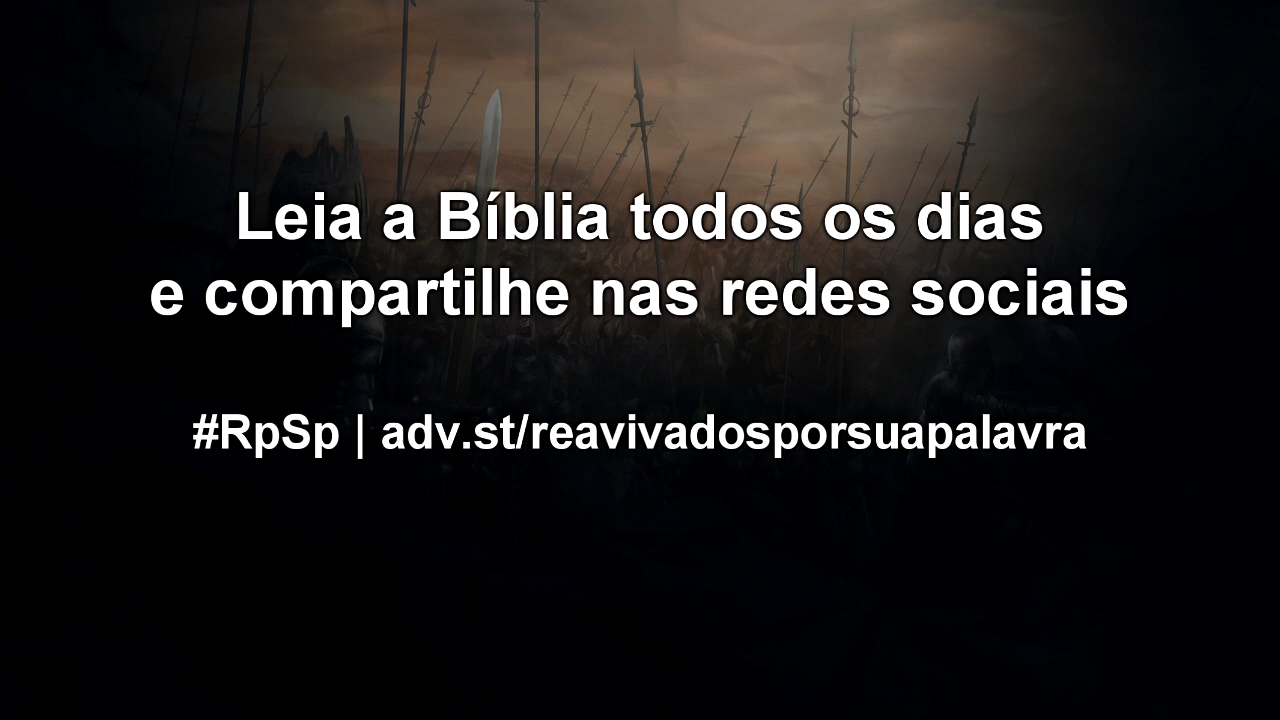 Leia a Bíblia todos os dias
e compartilhe nas redes sociais
#RpSp | adv.st/reavivadosporsuapalavra